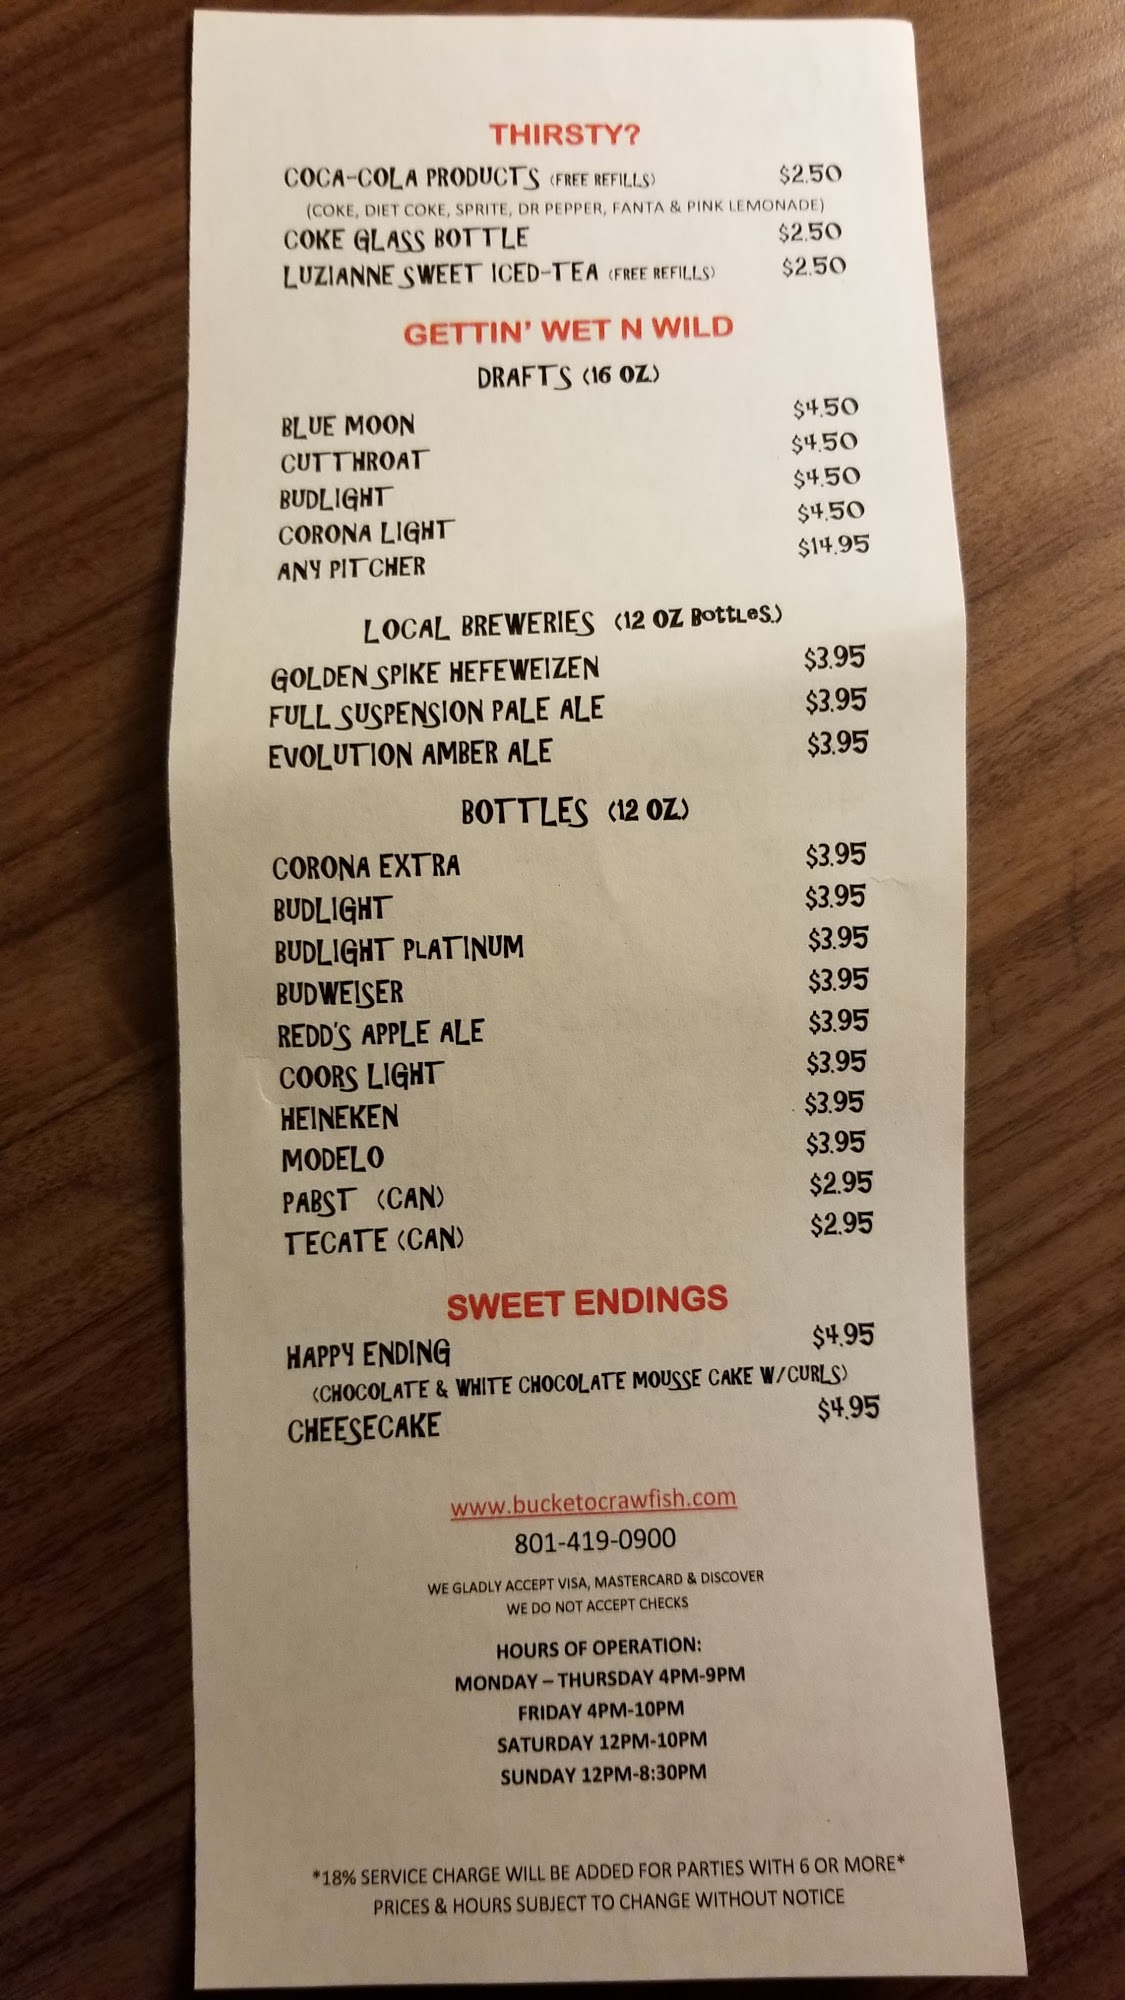 THIRSTY?
COCA-COLA PRODUCTS (FREE REFILLS) $2.50
(COKE, DIET COKE, SPRITE, DR PEPPER, FANTA & PINK LEMONADE)
COKE GLASS BOTTLE $2.50
LUZIANNE SWEET ICED-TEA (FREE REFILLS) $2.50
GETTIN' WET N WILD
DRAFTS (16 OZ.)
BLUE MOON $4.50
CUTTHROAT $4.50
BUDLIGHT $4.50
CORONA LIGHT $4.50
ANY PITCHER $14.95
LOCAL BREWERIES (12 OZ BOTTLES.)
GOLDEN SPIKE HEFEWEIZEN $3.95
FULL SUSPENSION PALE ALE $3.95
EVOLUTION AMBER ALE $3.95
BOTTLES (12 OZ.)
CORONA EXTRA $3.95
BUDLIGHT $3.95
BUDLIGHT PLATINUM $3.95
BUDWEISER $3.95
REDD'S APPLE ALE $3.95
COORS LIGHT $3.95
HEINEKEN $3.95
MODELO $3.95
PABST (CAN) $2.95
TECATE (CAN) $2.95
SWEET ENDINGS
HAPPY ENDING $4.95
(CHOCOLATE & WHITE CHOCOLATE MOUSSE CAKE W/CURLS)
CHEESECAKE $4.95
www.bucketocrawfish.com
801-419-0900
WE GLADLY ACCEPT VISA, MASTERCARD & DISCOVER
WE DO NOT ACCEPT CHECKS
HOURS OF OPERATION:
MONDAY – THURSDAY 4PM-9PM
FRIDAY 4PM-10PM
SATURDAY 12PM-10PM
SUNDAY 12PM-8:30PM
*18% SERVICE CHARGE WILL BE ADDED FOR PARTIES WITH 6 OR MORE*
PRICES & HOURS SUBJECT TO CHANGE WITHOUT NOTICE